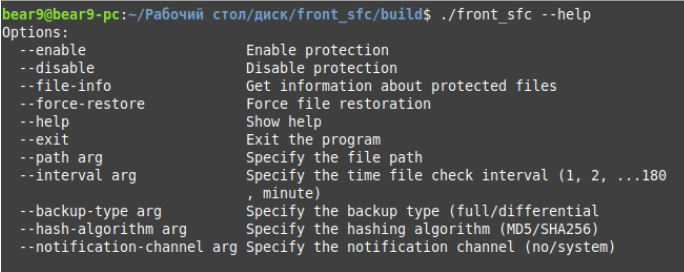 bear9@bear9-pc:~/Рабочий стол/диск/front_sfc/build$ ./front_sfc --help
Options:
  --enable                   Enable protection
  --disable                  Disable protection
  --file-info                Get information about protected files
  --force-restore            Force file restoration
  --help                     Show help
  --exit                     Exit the program
  --path arg                 Specify the file path
  --interval arg             Specify the time file check interval (1, 2, ...180
                             , minute)
  --backup-type arg          Specify the backup type (full/differential
  --hash-algorithm arg       Specify the hashing algorithm (MD5/SHA256)
  --notification-channel arg Specify the notification channel (no/system)